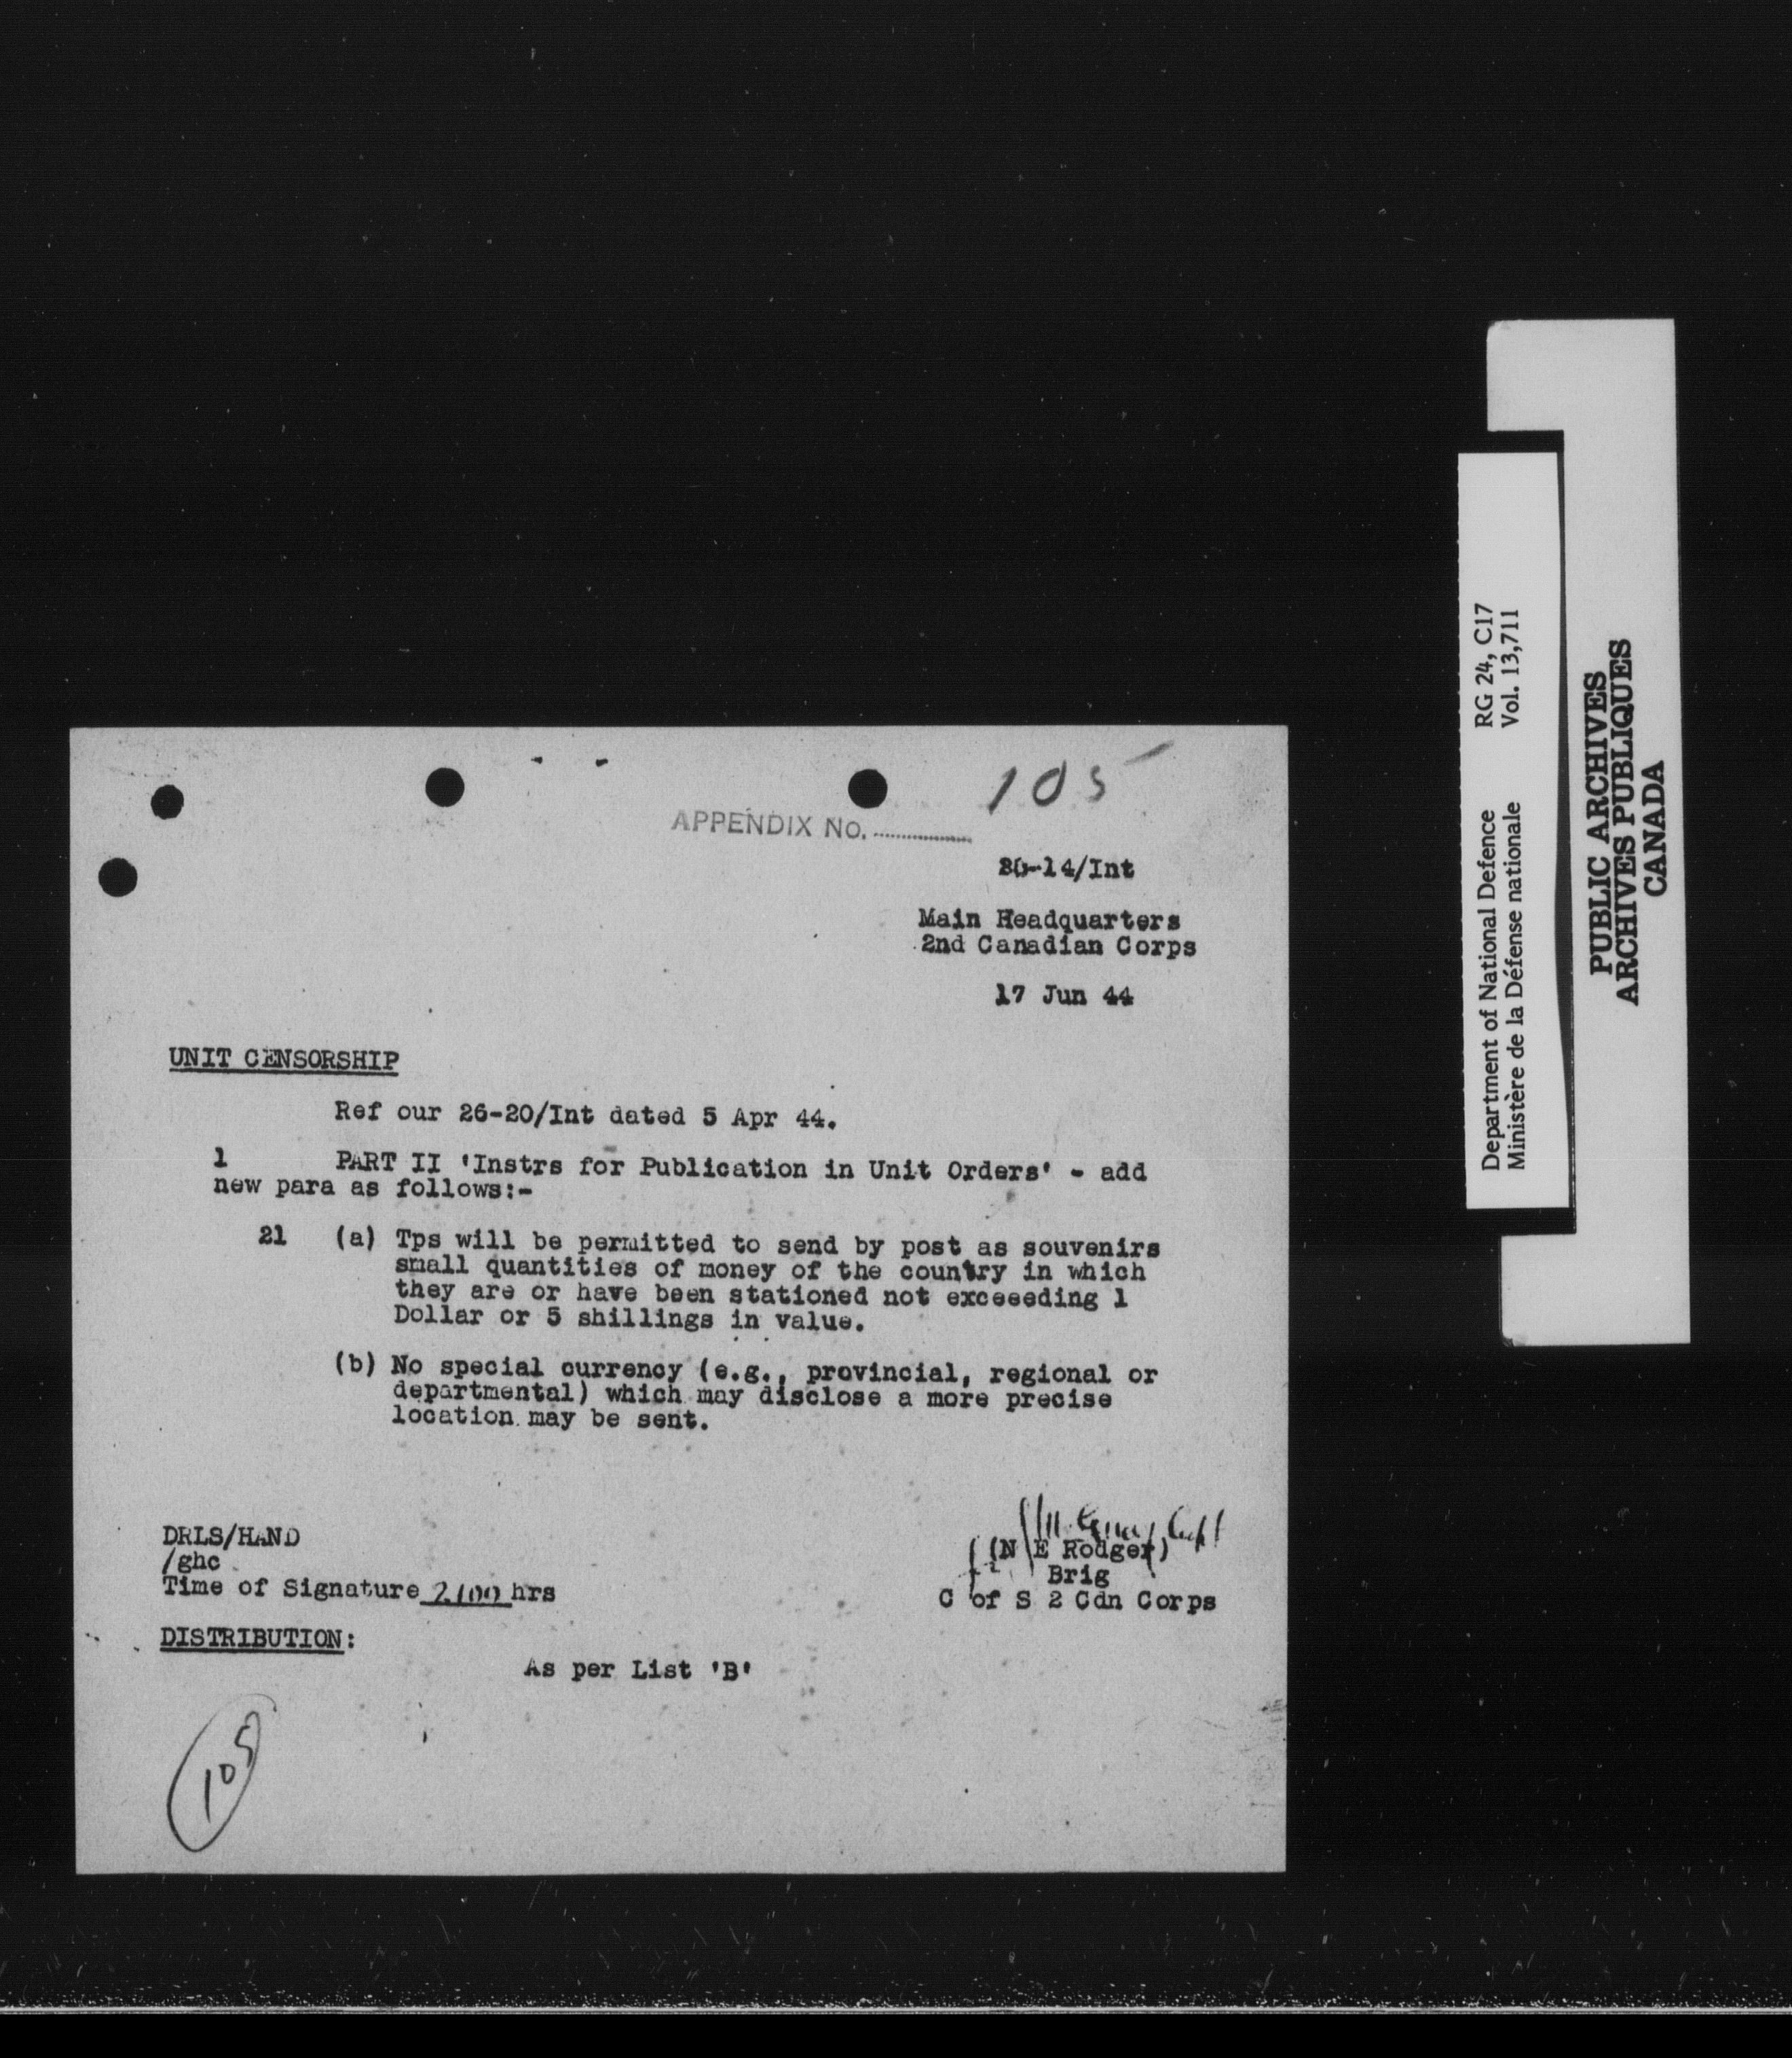 105
APPENDIX NO. ..................
Main Headquarters
2nd Canadian Corps
17 Jun 44
UNIT CENSORSHIP
Ref our 26-20/Int dated 5 Apr 44.
1 PART II 'Instrs for Publication in Unit Orders' - add
new para as follows:-
21 (a) Tps will be permitted to send by post as souvenirs
small quantities of money of the country in which
they are or have been stationed not exceeeding 1
Dollar or 5 shillings in value.
(b) No special currency (e.g., provincial, regional or
departmental) which may disclose a more precise
location may be sent.
DRLS/HAND
/ghc
Time of Signature 2100 hrs
(N E Rodger)
Brig
C of S 2 Cdn Corps
DISTRIBUTION:
As per List 'B'
105
Department of National Defence RG 24, C17
Ministère de la Défense nationale Vol. 13,711
PUBLIC ARCHIVES
ARCHIVES PUBLIQUES
CANADA